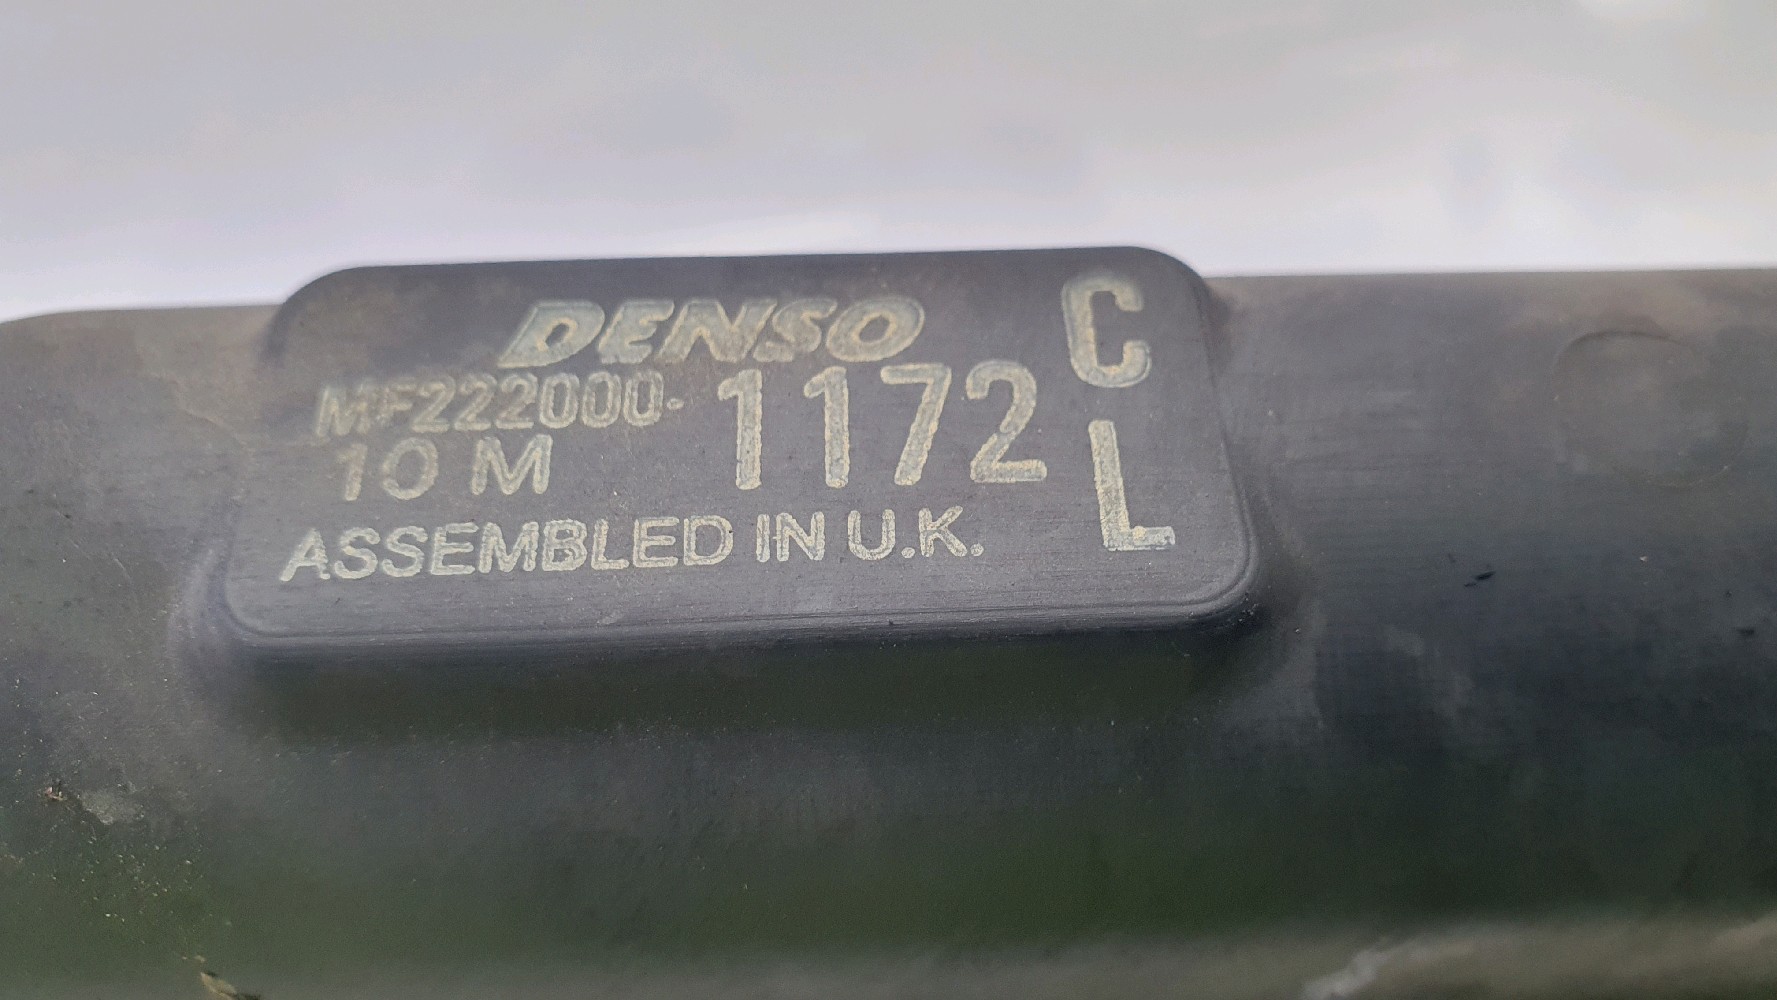 DENSO
MF222000-1172
10 M
ASSEMBLED IN U.K.
C
L